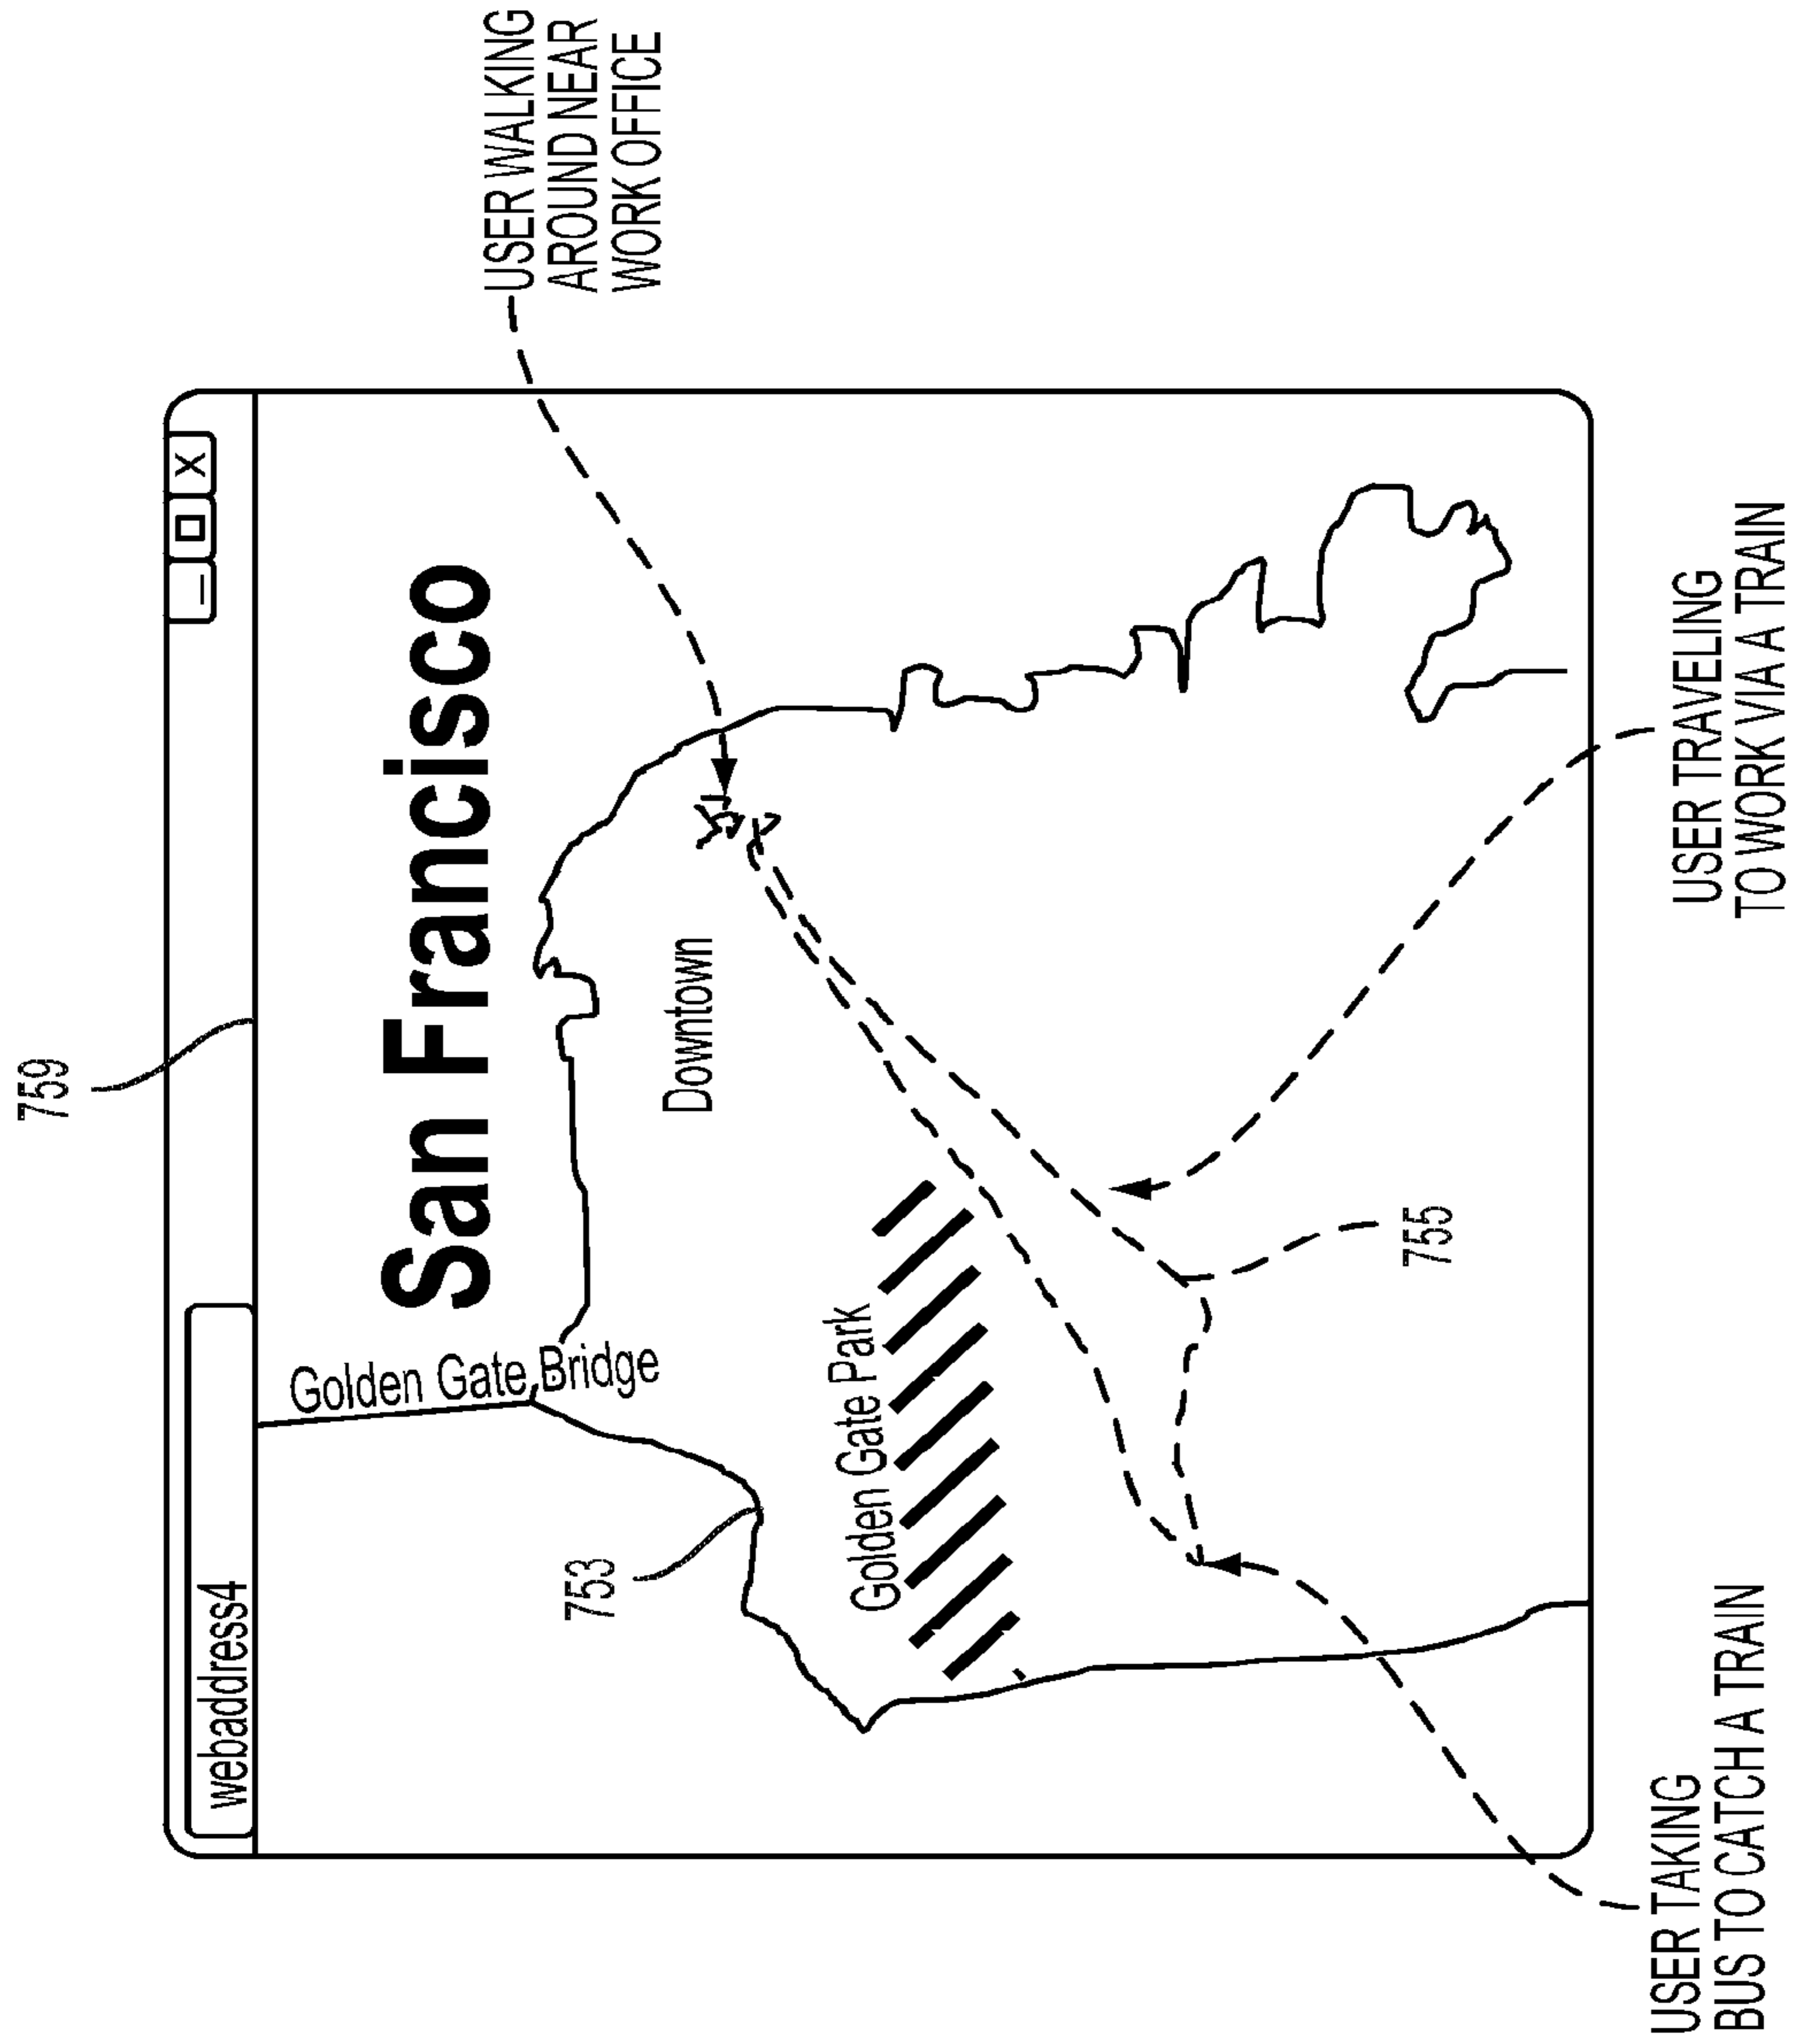 759
webaddress4
_ X
San Francisco
Golden Gate Bridge
USER WALKING
AROUND NEAR
WORK OFFICE
753
Downtown
Golden Gate Park
755
USER TAKING
BUS TO CATCH A TRAIN
USER TRAVELING
TO WORK VIA A TRAIN